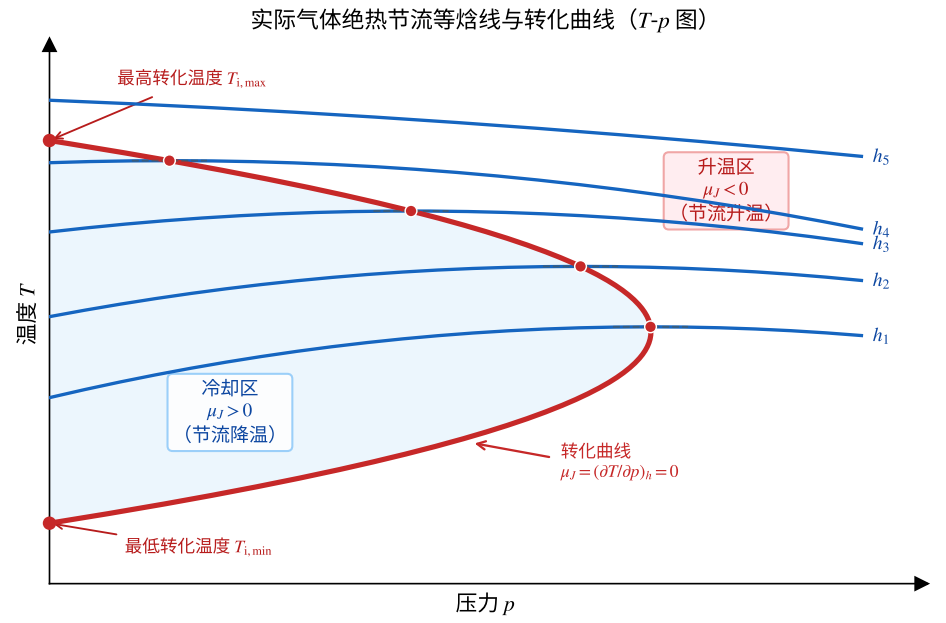 实际气体绝热节流等焓线与转化曲线（T-p 图）
最高转化温度 Ti, max
h5
升温区
μJ < 0
（节流升温）
h4
h3
h2
温度 T
h1
冷却区
μJ > 0
（节流降温）
转化曲线
μJ = (∂T/∂p)h = 0
最低转化温度 Ti, min
压力 p